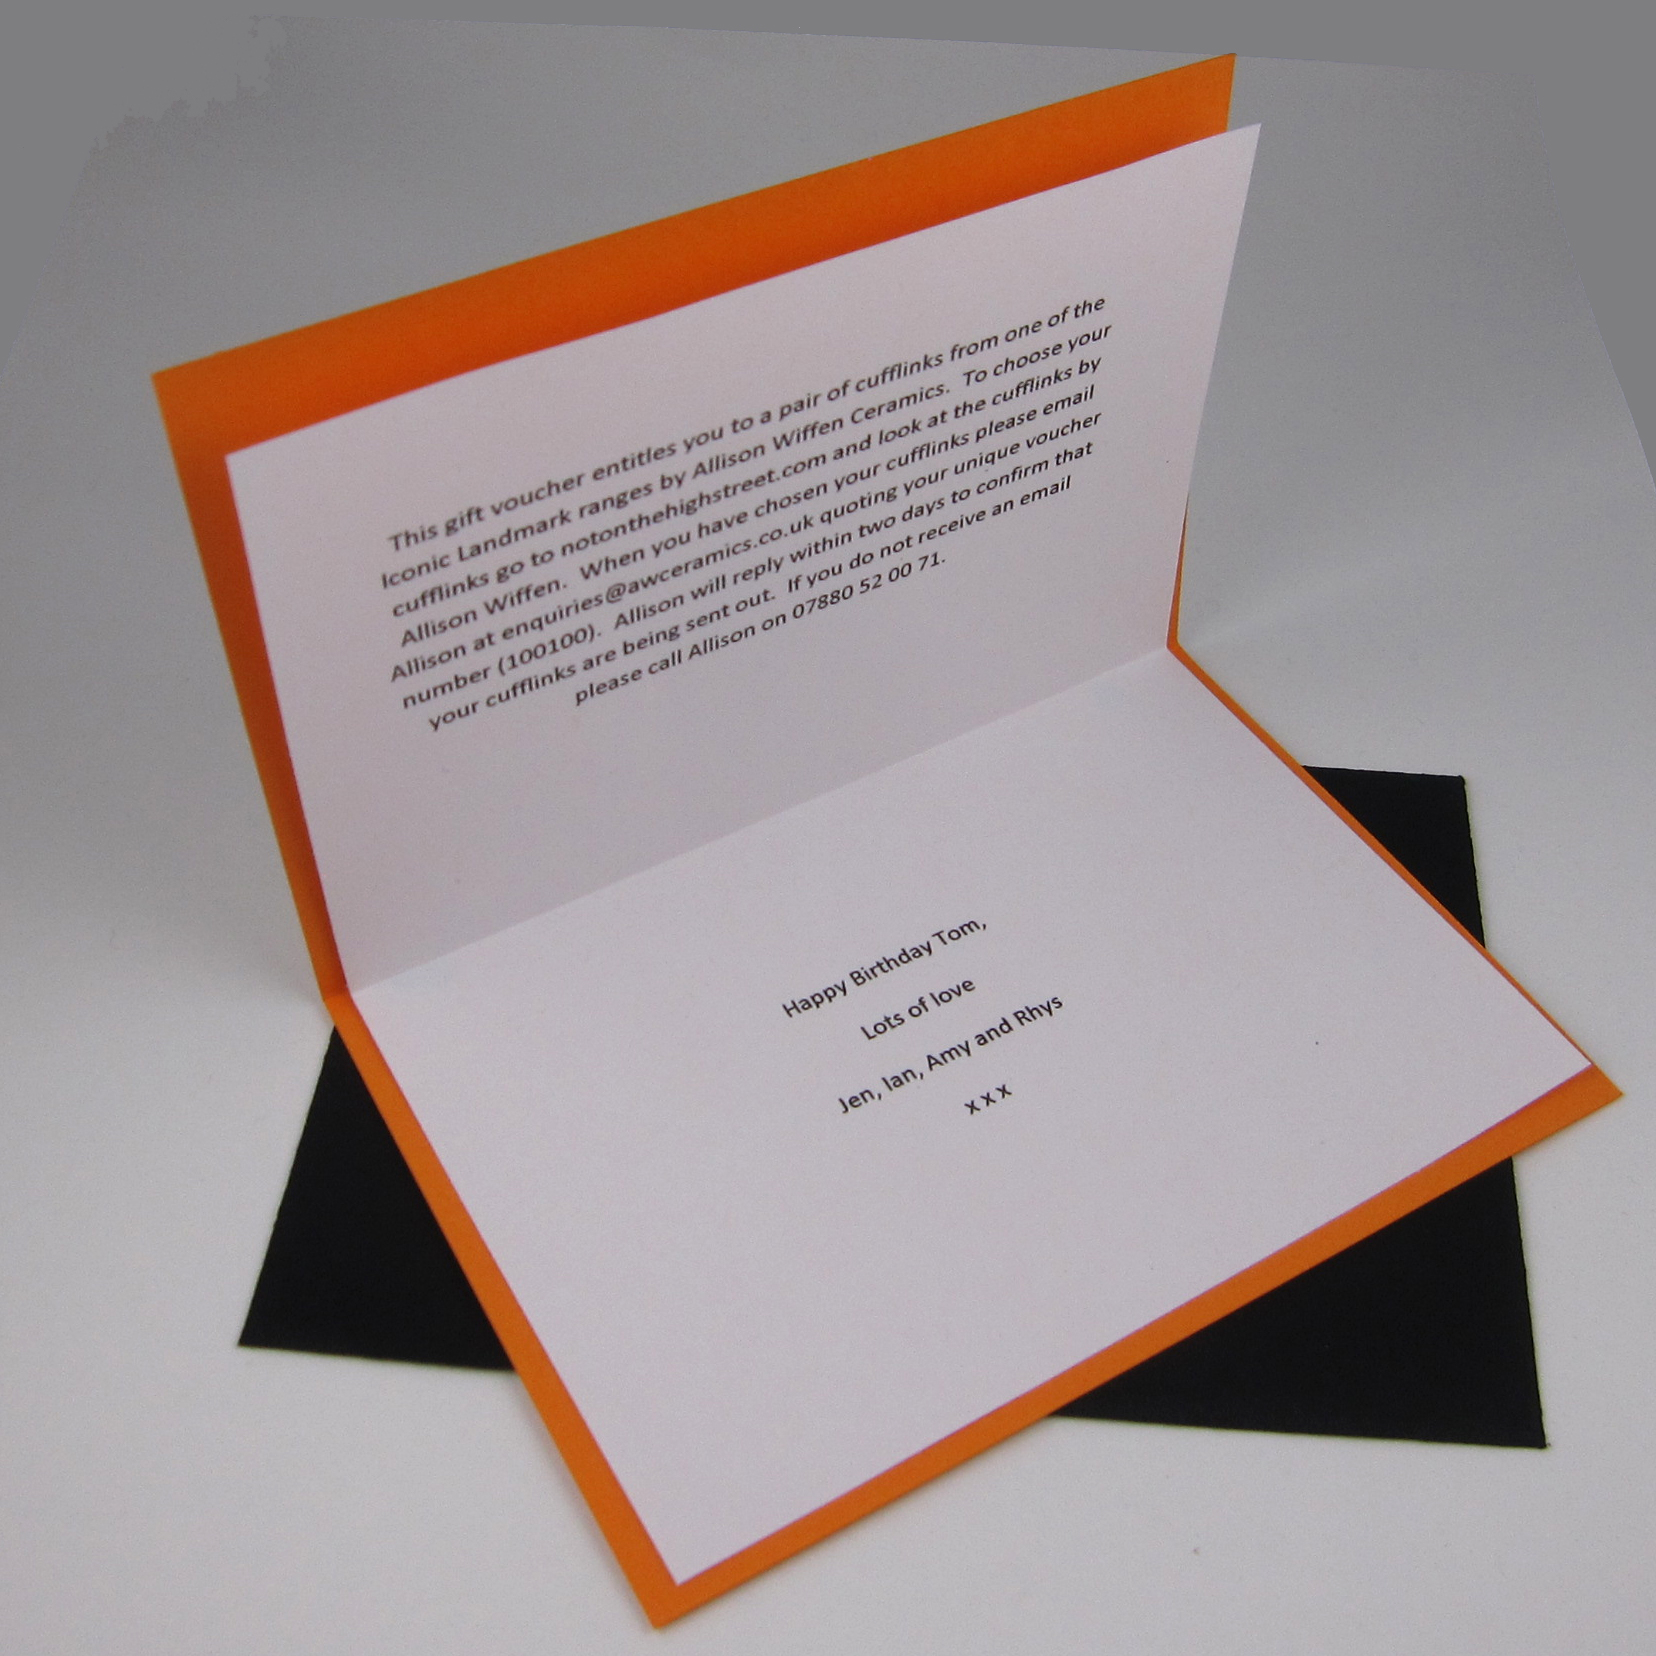 This gift voucher entitles you to a pair of cufflinks from one of the
Iconic Landmark ranges by Allison Wiffen Ceramics.  To choose your
cufflinks go to notonthehighstreet.com and look at the cufflinks by
Allison Wiffen.  When you have chosen your cufflinks please email
Allison at enquiries@awceramics.co.uk quoting your unique voucher
number (100100).  Allison will reply within two days to confirm that
your cufflinks are being sent out.  If you do not receive an email
please call Allison on 07880 52 00 71.
Happy Birthday Tom,
Lots of love
Jen, Ian, Amy and Rhys
x x x